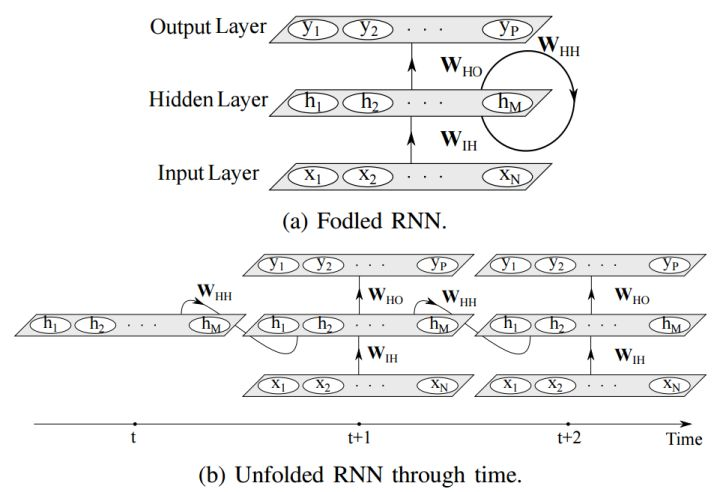 Output Layer y1 y2 · · · yP
WHO WHH
Hidden Layer h1 h2 · · · hM
WIH
Input Layer x1 x2 · · · xN
(a) Fodled RNN.
y1 y2 · · · yP y1 y2 · · · yP
WHH WHO WHH WHO
h1 h2 · · · hM h1 h2 · · · hM h1 h2 · · · hM
WIH WIH
x1 x2 · · · xN x1 x2 · · · xN
t t+1 t+2 Time
(b) Unfolded RNN through time.